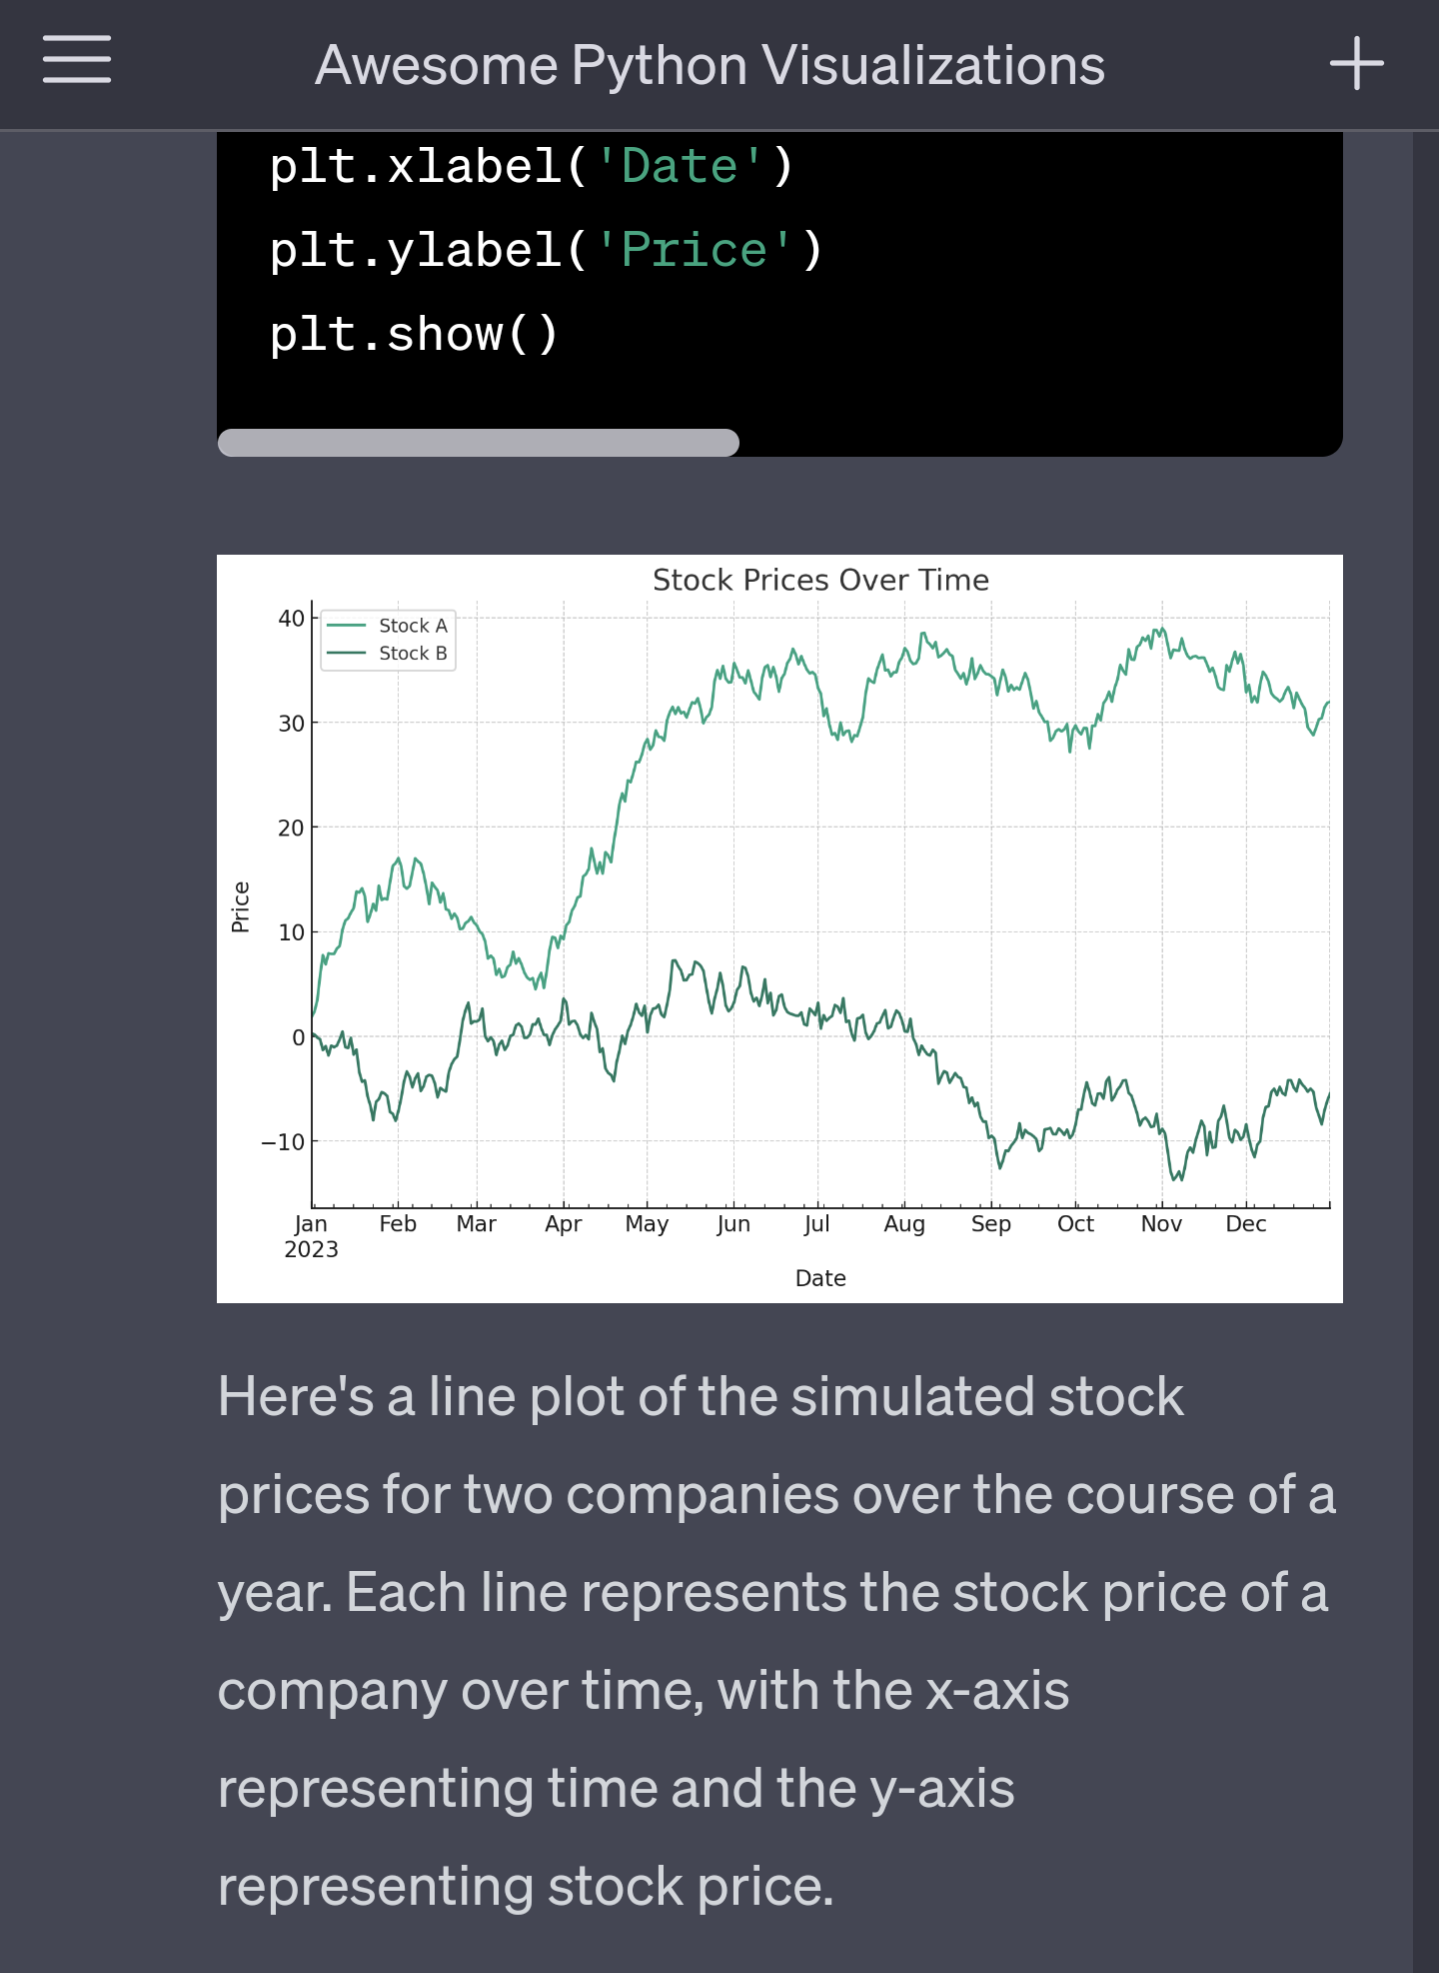 Awesome Python Visualizations
plt.xlabel('Date')
plt.ylabel('Price')
plt.show()
Stock Prices Over Time
Stock A
Stock B
40
30
20
10
0
−10
Price
Jan Feb Mar Apr May Jun Jul Aug Sep Oct Nov Dec
2023
Date
Here's a line plot of the simulated stock
prices for two companies over the course of a
year. Each line represents the stock price of a
company over time, with the x-axis
representing time and the y-axis
representing stock price.